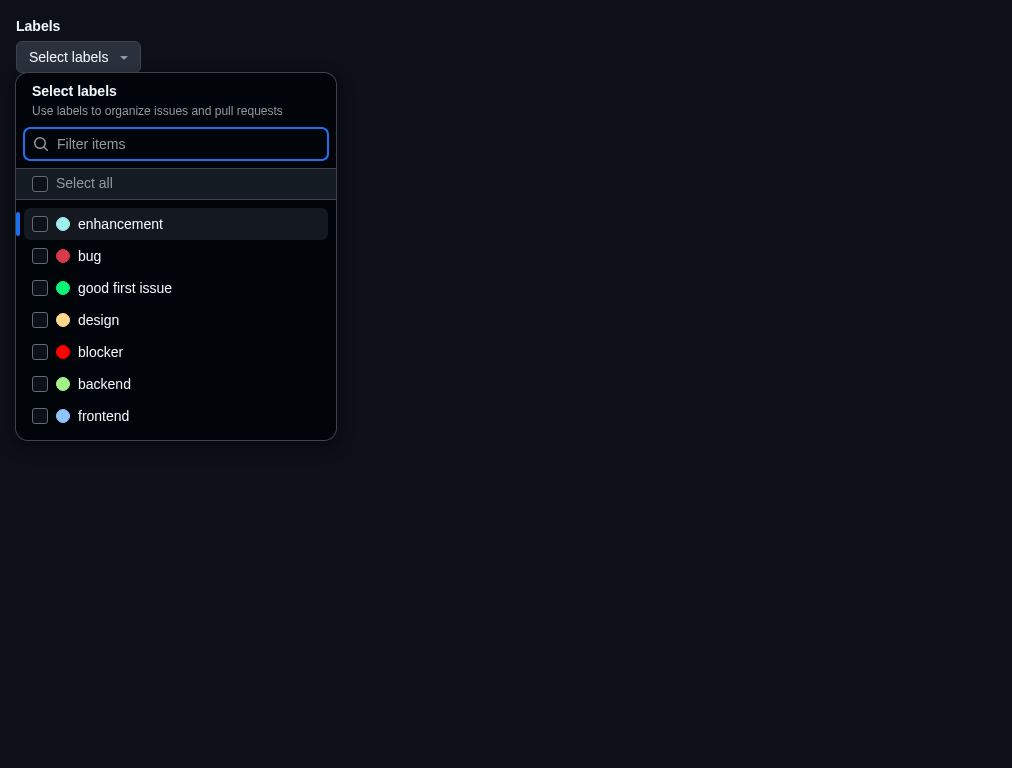 Labels
Select labels
Select labels
Use labels to organize issues and pull requests
Filter items
Select all
enhancement
bug
good first issue
design
blocker
backend
frontend